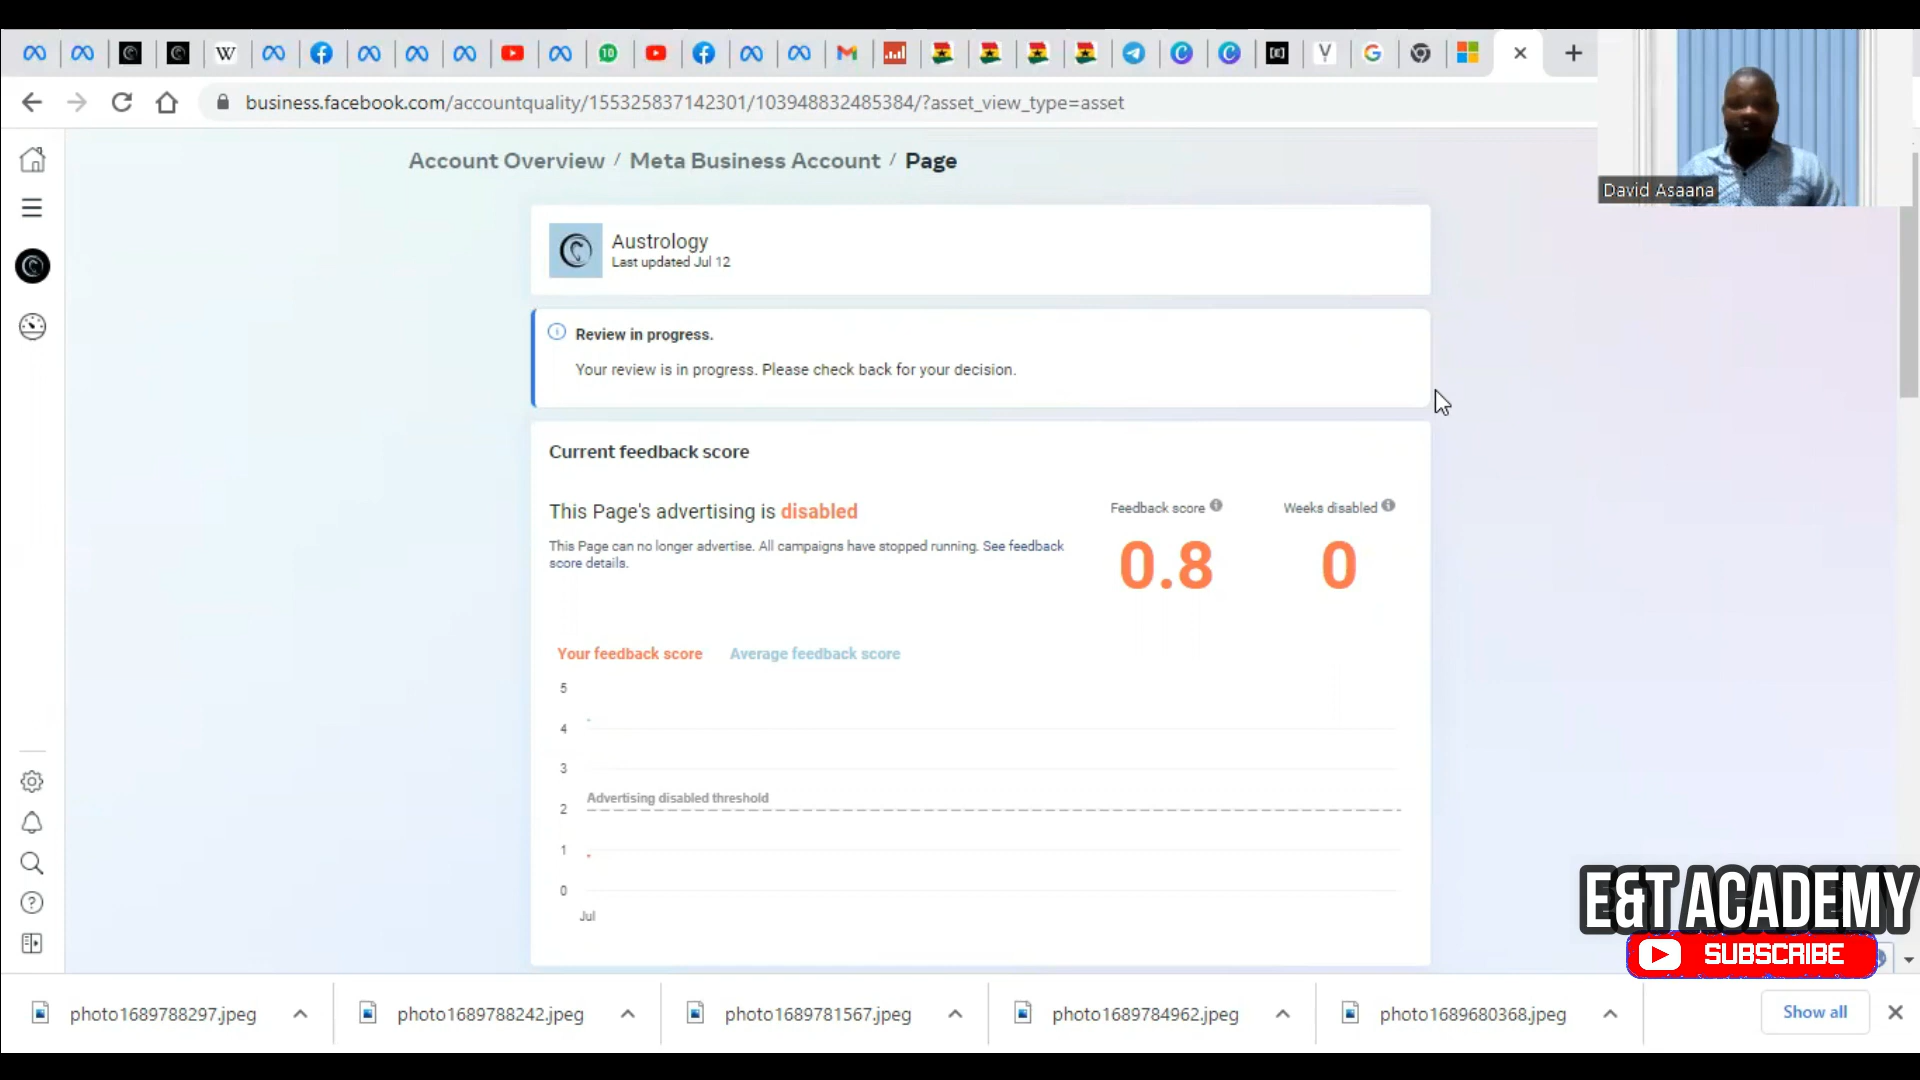 10
business.facebook.com/accountquality/155325837142301/103948832485384/?asset_view_type=asset
David Asaana
Account Overview / Meta Business Account / Page
Austrology
Last updated Jul 12
Review in progress.
Your review is in progress. Please check back for your decision.
Current feedback score
This Page's advertising is disabled
This Page can no longer advertise. All campaigns have stopped running. See feedback
score details.
Feedback score
0.8
Weeks disabled
0
Your feedback score
Average feedback score
5
4
3
Advertising disabled threshold
2
1
0
Jul
E&T ACADEMY
SUBSCRIBE
photo1689788297.jpeg
photo1689788242.jpeg
photo1689781567.jpeg
photo1689784962.jpeg
photo1689680368.jpeg
Show all